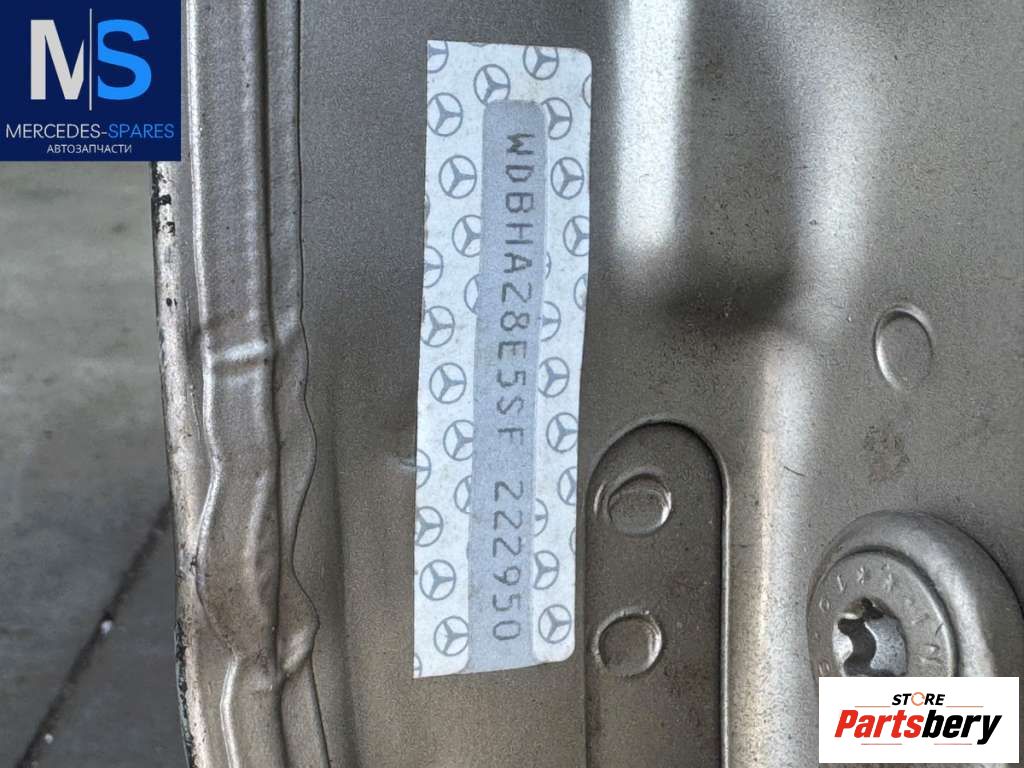 MS
MERCEDES-SPARES
АВТОЗАПЧАСТИ
WDBHA28E5SF 222950
STORE
Partsbery